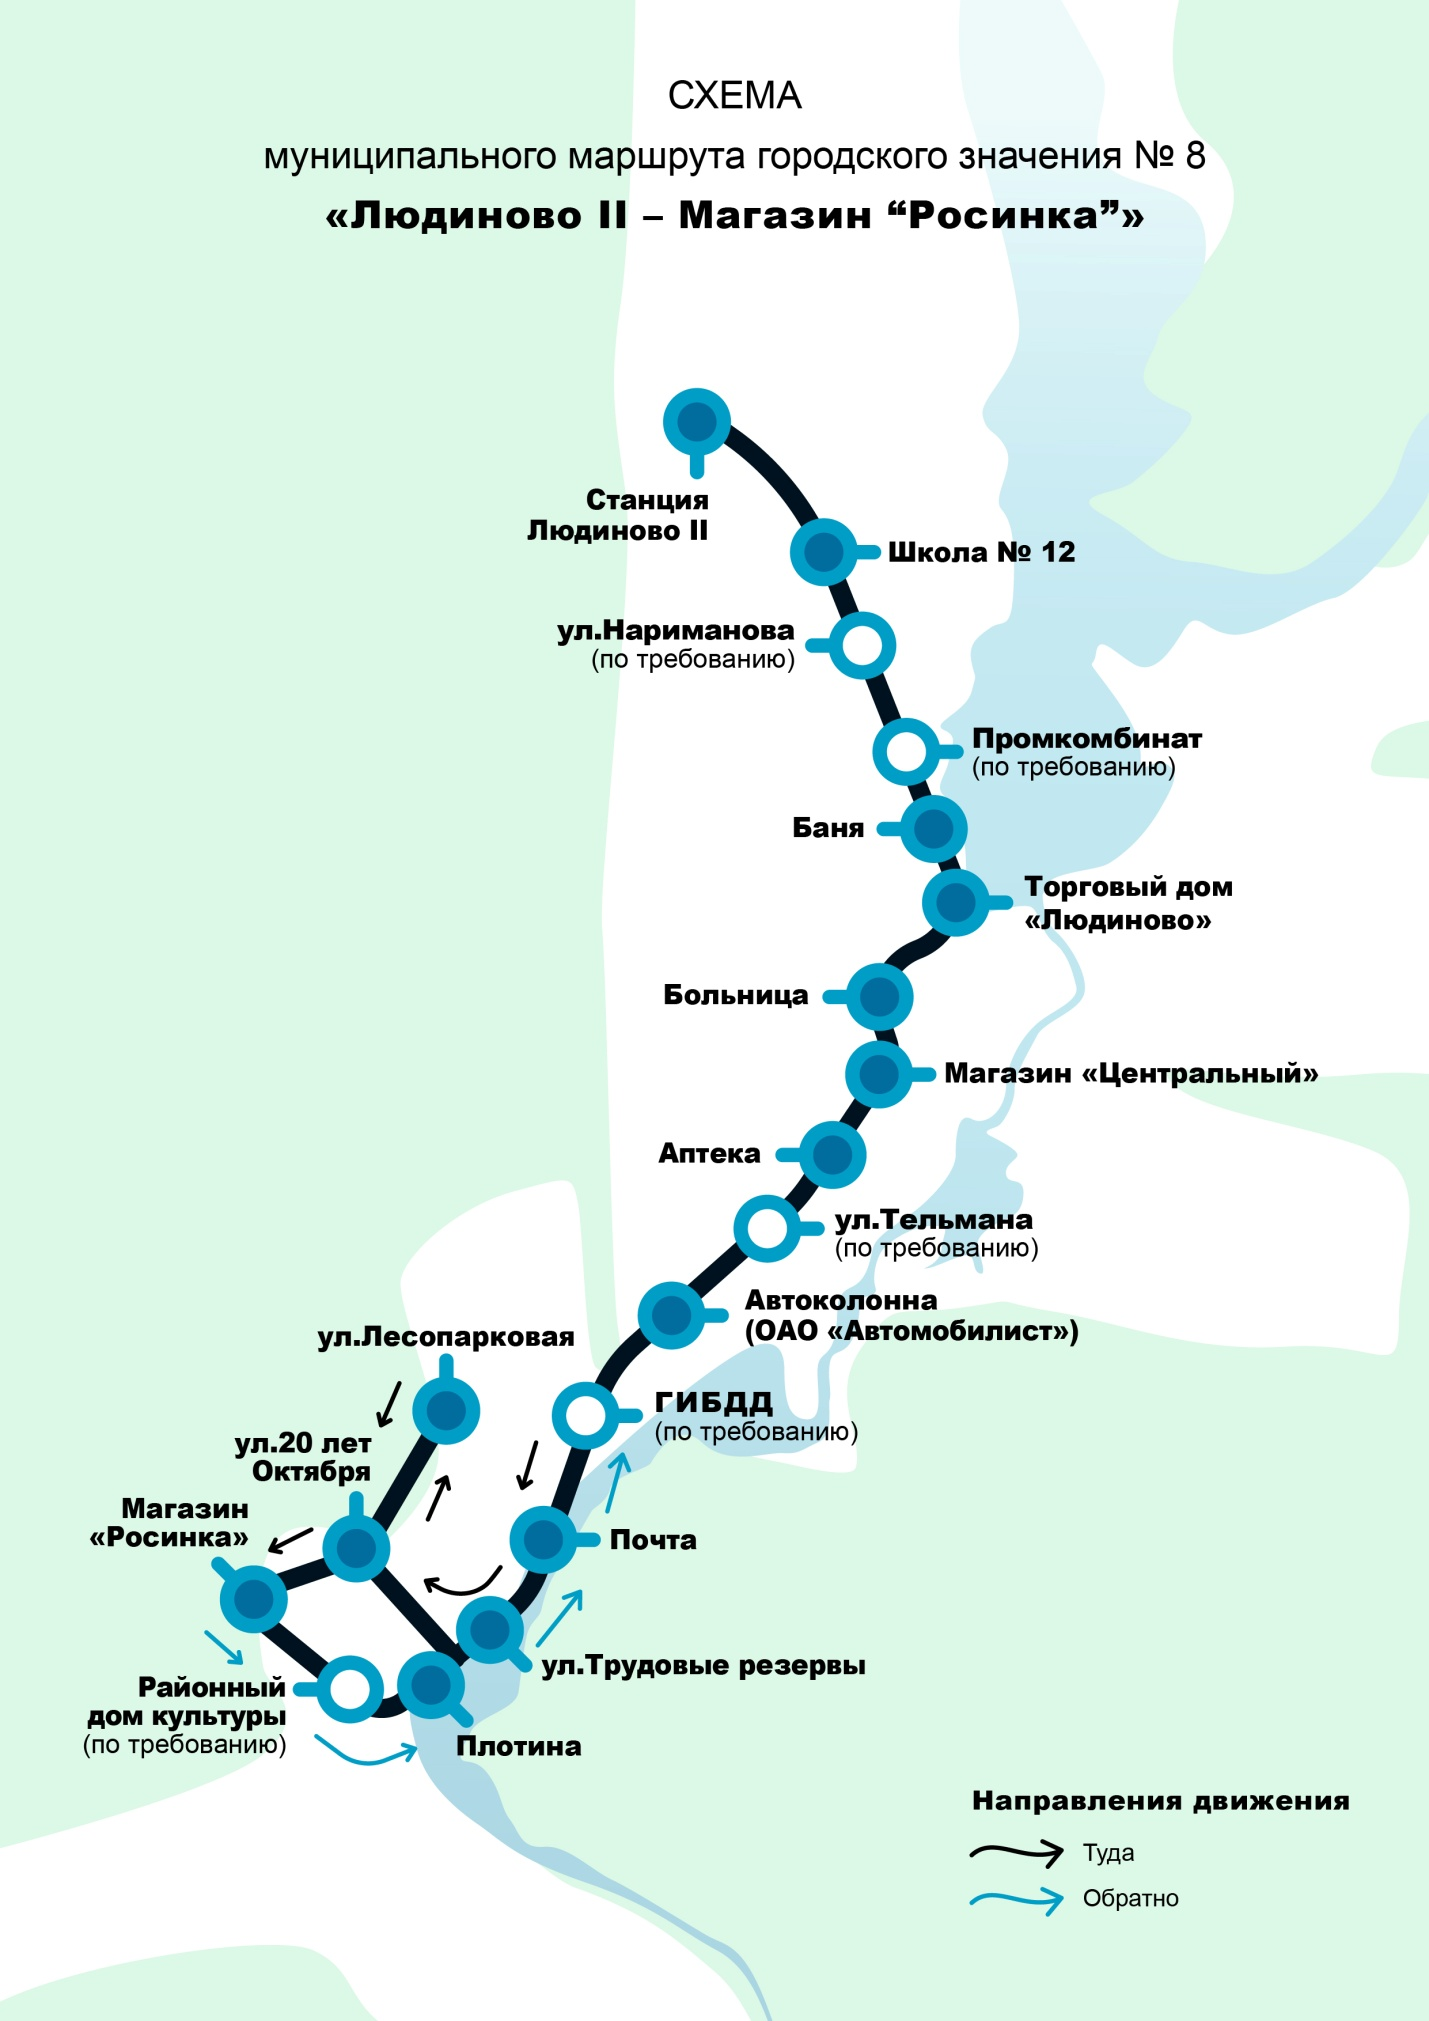 СХЕМА
муниципального маршрута городского значения № 8
«Людиново II – Магазин “Росинка”»
Станция
Людиново II
Школа № 12
ул.Нариманова
(по требованию)
Промкомбинат
(по требованию)
Баня
Торговый дом
«Людиново»
Больница
Магазин «Центральный»
Аптека
ул.Тельмана
(по требованию)
Автоколонна
(ОАО «Автомобилист»)
ул.Лесопарковая
ГИБДД
(по требованию)
ул.20 лет
Октября
Магазин
«Росинка»
Почта
ул.Трудовые резервы
Районный
дом культуры
(по требованию)
Плотина
Направления движения
Туда
Обратно